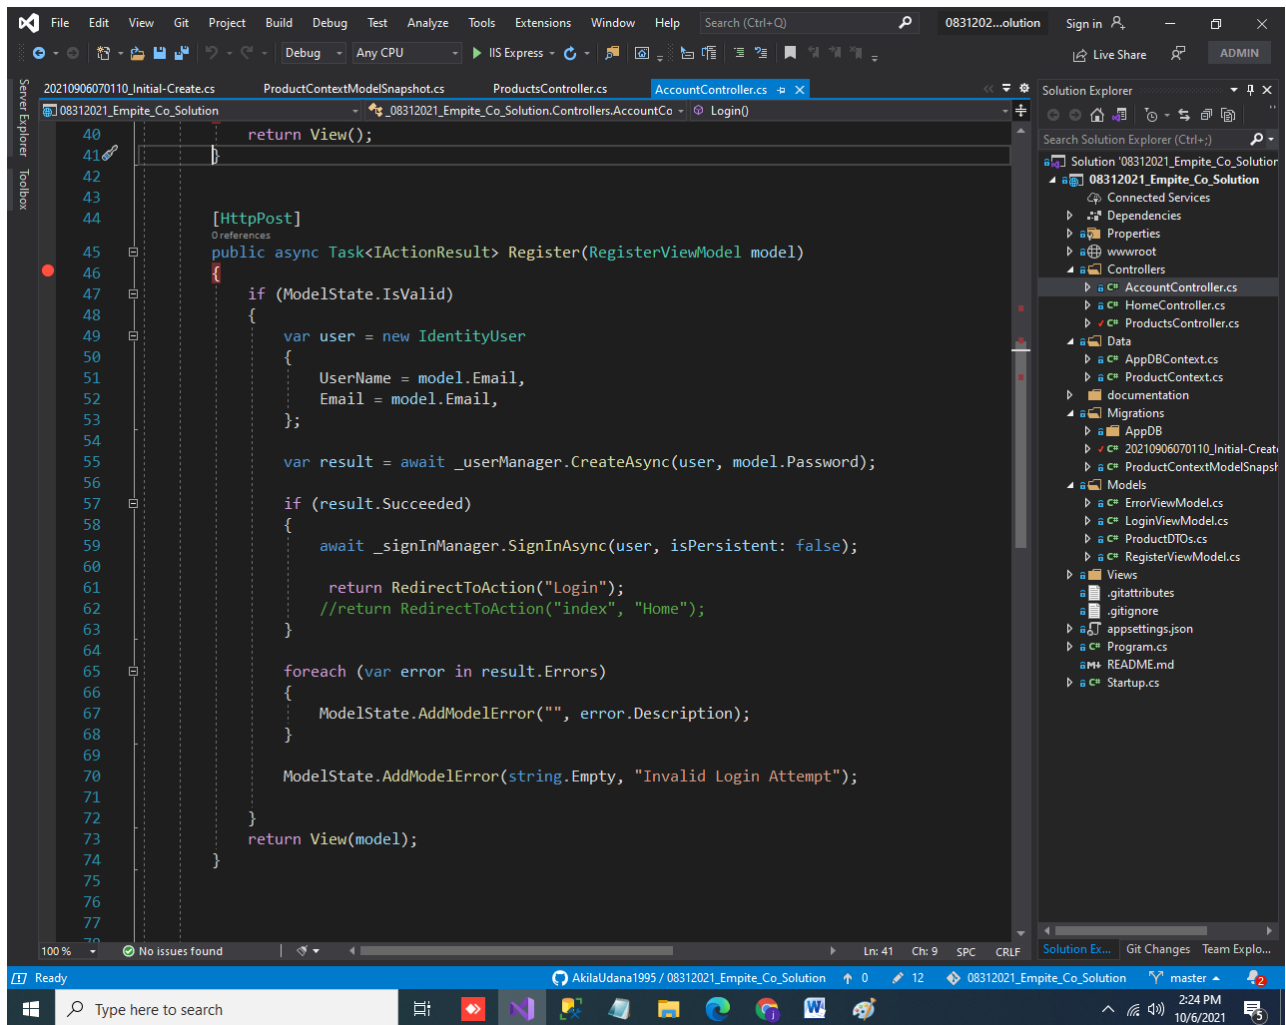 File Edit View Git Project Build Debug Test Analyze Tools Extensions Window Help Search (Ctrl+Q) 0831202...olution Sign in
Debug Any CPU IIS Express Live Share ADMIN
Server Explorer
Toolbox
20210906070110_Initial-Create.cs ProductContextModelSnapshot.cs ProductsController.cs AccountController.cs
08312021_Empite_Co_Solution _08312021_Empite_Co_Solution.Controllers.AccountCo Login()
40 return View();
41 }
42
43
44 [HttpPost]
0 references
45 public async Task<IActionResult> Register(RegisterViewModel model)
46 {
47 if (ModelState.IsValid)
48 {
49 var user = new IdentityUser
50 {
51 UserName = model.Email,
52 Email = model.Email,
53 };
54
55 var result = await _userManager.CreateAsync(user, model.Password);
56
57 if (result.Succeeded)
58 {
59 await _signInManager.SignInAsync(user, isPersistent: false);
60
61 return RedirectToAction("Login");
62 //return RedirectToAction("index", "Home");
63 }
64
65 foreach (var error in result.Errors)
66 {
67 ModelState.AddModelError("", error.Description);
68 }
69
70 ModelState.AddModelError(string.Empty, "Invalid Login Attempt");
71
72 }
73 return View(model);
74 }
75
76
77
100 % No issues found Ln: 41 Ch: 9 SPC CRLF
Solution Explorer
Search Solution Explorer (Ctrl+;)
Solution '08312021_Empite_Co_Solution
08312021_Empite_Co_Solution
Connected Services
Dependencies
Properties
wwwroot
Controllers
C# AccountController.cs
C# HomeController.cs
C# ProductsController.cs
Data
C# AppDBContext.cs
C# ProductContext.cs
documentation
Migrations
AppDB
C# 20210906070110_Initial-Create
C# ProductContextModelSnapsh
Models
C# ErrorViewModel.cs
C# LoginViewModel.cs
C# ProductDTOs.cs
C# RegisterViewModel.cs
Views
.gitattributes
.gitignore
appsettings.json
C# Program.cs
M+ README.md
C# Startup.cs
Solution Ex... Git Changes Team Explo...
Ready AkilaUdana1995 / 08312021_Empite_Co_Solution 0 12 08312021_Empite_Co_Solution master 2
Type here to search 2:24 PM
10/6/2021 5